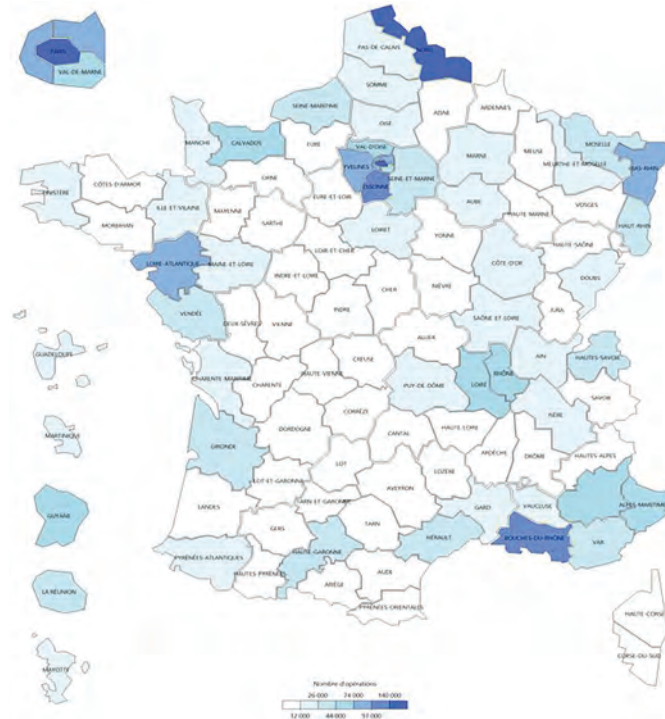 PARIS
VAL-DE-MARNE
PAS-DE-CALAIS
NORD
SOMME
SEINE-MARITIME
OISE
AISNE
ARDENNES
MANCHE
CALVADOS
EURE
VAL-D'OISE
YVELINES
ESSONNE
SEINE-ET-MARNE
MARNE
MEUSE
MOSELLE
MEURTHE-ET-MOSELLE
BAS-RHIN
FINISTÈRE
CÔTES-D'ARMOR
ORNE
EURE-ET-LOIR
AUBE
HAUTE-MARNE
VOSGES
HAUT-RHIN
ILLE-ET-VILAINE
MAYENNE
SARTHE
LOIRET
YONNE
HAUTE-SAÔNE
MORBIHAN
LOIR-ET-CHER
LOIRE-ATLANTIQUE
MAINE-ET-LOIRE
INDRE-ET-LOIRE
CHER
NIÈVRE
CÔTE-D'OR
DOUBS
VENDÉE
DEUX-SÈVRES
VIENNE
INDRE
SAÔNE-ET-LOIRE
JURA
ALLIER
GUADELOUPE
CHARENTE-MARITIME
CHARENTE
HAUTE-VIENNE
CREUSE
PUY-DE-DÔME
LOIRE
RHÔNE
AIN
HAUTES-SAVOIE
SAVOIE
MARTINIQUE
CORRÈZE
ISÈRE
GIRONDE
DORDOGNE
CANTAL
HAUTE-LOIRE
ARDÈCHE
DRÔME
HAUTES-ALPES
LOT
LOT-ET-GARONNE
LOZÈRE
AVEYRON
GUYANE
LANDES
TARN-ET-GARONNE
GARD
VAUCLUSE
ALPES-MARITIMES
GERS
TARN
HÉRAULT
BOUCHES-DU-RHÔNE
VAR
PYRÉNÉES-ATLANTIQUES
HAUTE-GARONNE
HAUTES-PYRÉNÉES
ARIÈGE
AUDE
PYRÉNÉES-ORIENTALES
LA RÉUNION
HAUTE-CORSE
CORSE-DU-SUD
MAYOTTE
Nombre d'opérations
26 000 74 000 140 000
12 000 44 000 51 000